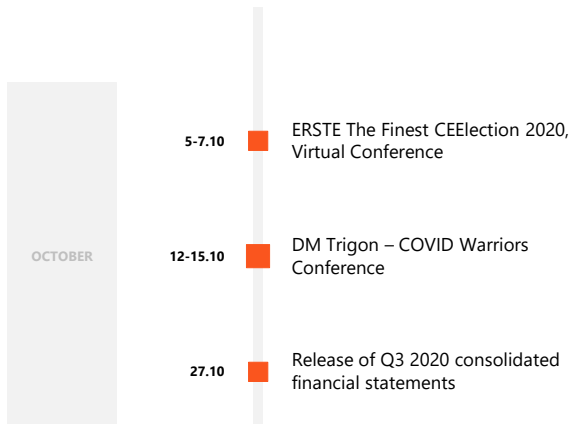 5-7.10
ERSTE The Finest CEElection 2020,
Virtual Conference
OCTOBER
12-15.10
DM Trigon – COVID Warriors
Conference
27.10
Release of Q3 2020 consolidated
financial statements